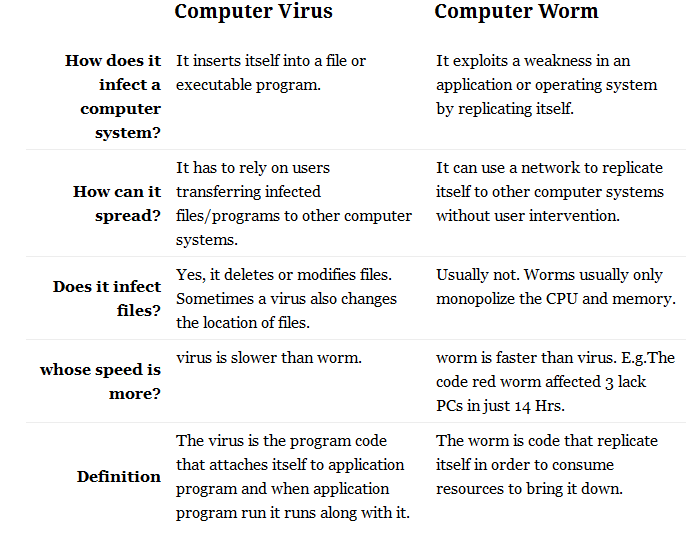 Computer Virus Computer Worm
How does it infect a computer system?
It inserts itself into a file or
executable program.
It exploits a weakness in an
application or operating system
by replicating itself.
How can it spread?
It has to rely on users
transferring infected
files/programs to other computer
systems.
It can use a network to replicate
itself to other computer systems
without user intervention.
Does it infect files?
Yes, it deletes or modifies files.
Sometimes a virus also changes
the location of files.
Usually not. Worms usually only
monopolize the CPU and memory.
whose speed is more?
virus is slower than worm.
worm is faster than virus. E.g.The
code red worm affected 3 lack
PCs in just 14 Hrs.
Definition
The virus is the program code
that attaches itself to application
program and when application
program run it runs along with it.
The worm is code that replicate
itself in order to consume
resources to bring it down.